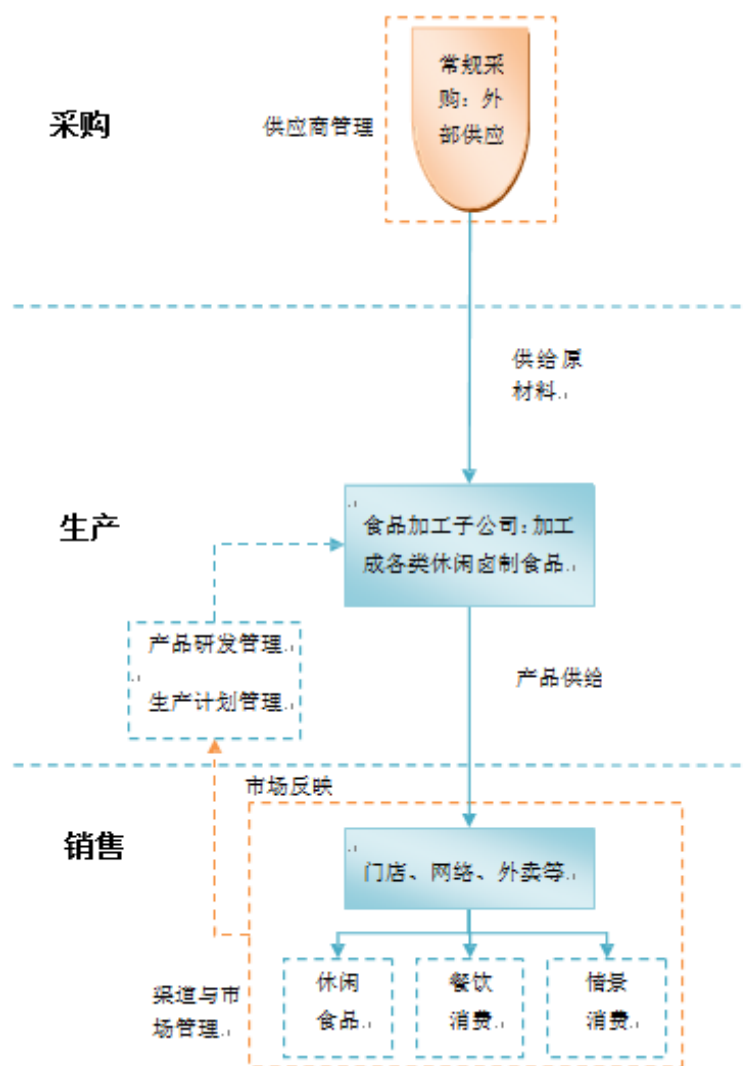 常规采
购：外
部供应
采购
供应商管理
供给原
材料
生产
食品加工子公司：加工
成各类休闲卤制食品
产品研发管理
生产计划管理
产品供给
市场反映
销售
门店、网络、外卖等
渠道与市
场管理
休闲
食品
餐饮
消费
情景
消费